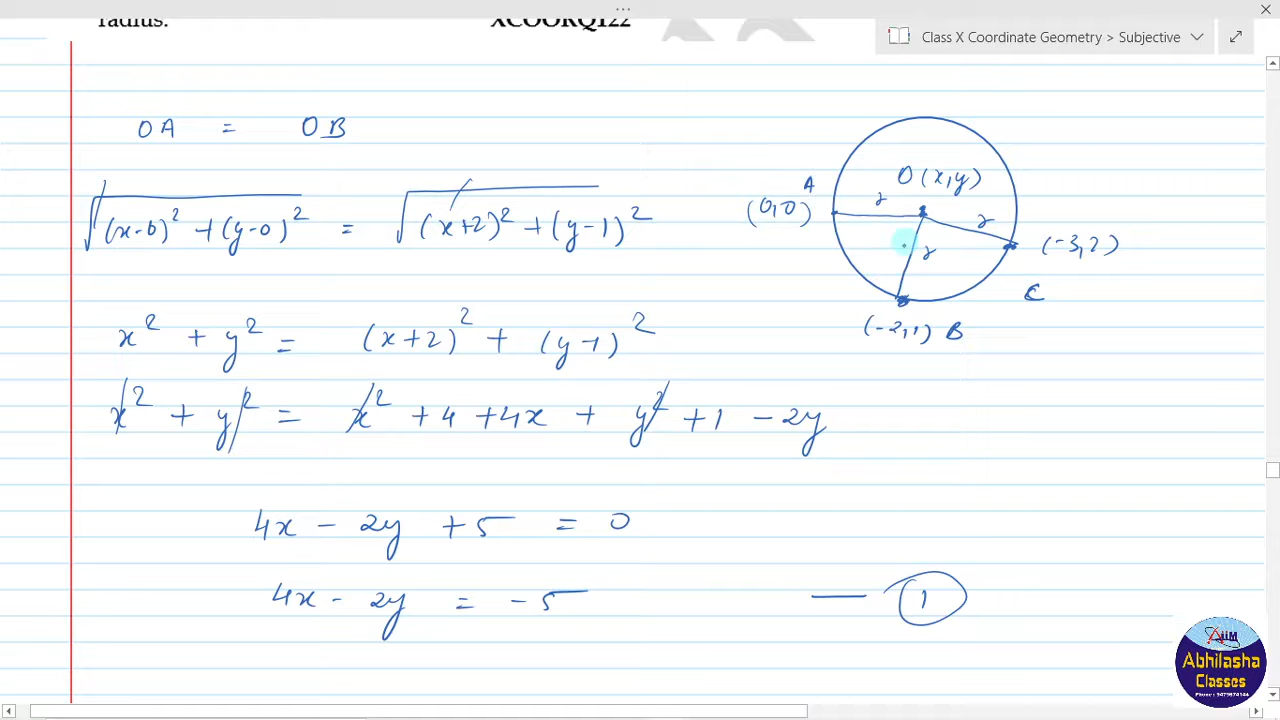 radius.
XCOORQ122
Class X Coordinate Geometry > Subjective
OA = OB
√(x-0)² + (y-0)² = √(x+2)² + (y-1)²
x² + y² = (x+2)² + (y-1)²
x² + y² = x² + 4 + 4x + y² + 1 - 2y
4x - 2y + 5 = 0
4x - 2y = -5 — 1
A
O (x,y)
(0,0)
r
r
(-3,2)
r
C
(-2,1) B
AIIM
Abhilasha
Classes